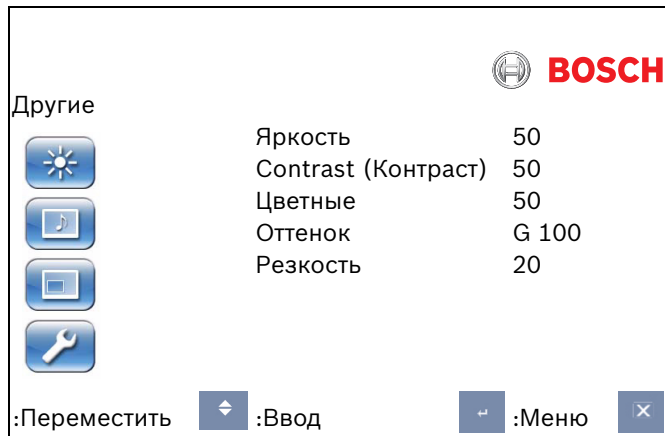 BOSCH
Другие
Яркость 50
Contrast (Контраст) 50
Цветные 50
Оттенок G 100
Резкость 20
:Переместить :Ввод :Меню